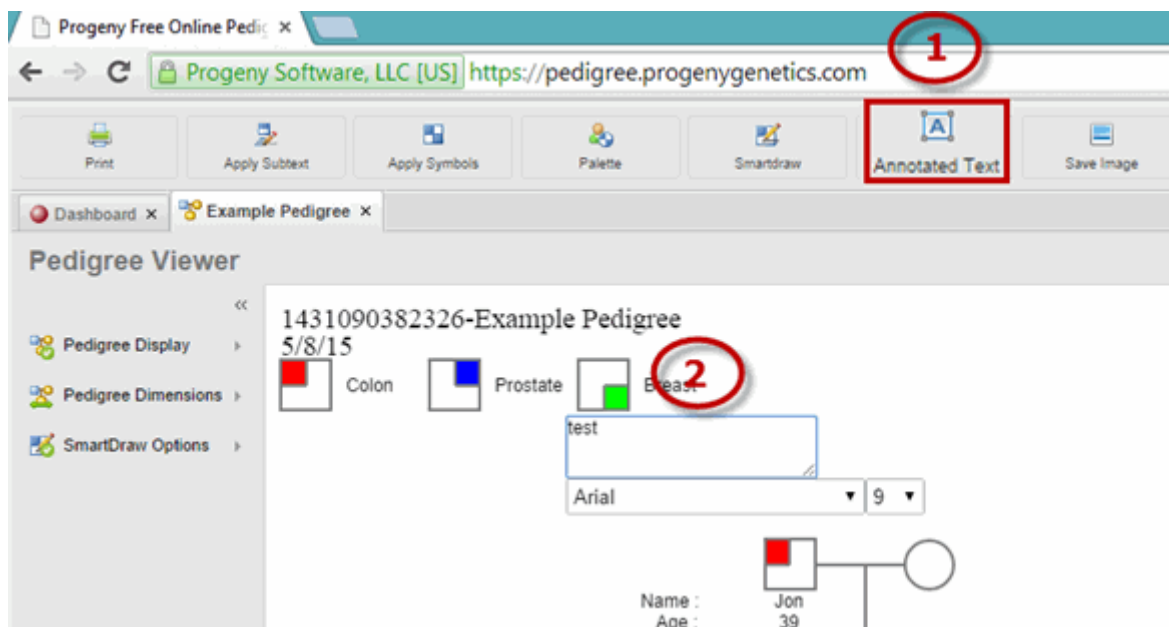 Progeny Free Online Pedig
Progeny Software, LLC [US] https://pedigree.progenygenetics.com
1
Print Apply Subtext Apply Symbols Palette Smartdraw Annotated Text Save Image
Dashboard Example Pedigree
Pedigree Viewer
Pedigree Display
Pedigree Dimensions
SmartDraw Options
1431090382326-Example Pedigree
5/8/15
Colon Prostate Breast
2
test
Arial 9
Name : Jon
Age : 39